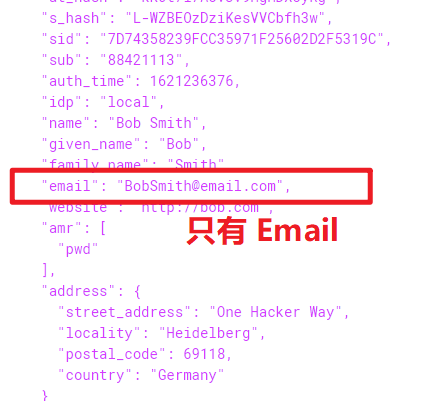 "s_hash": "L-WZBEOzDziKesVVCbfh3w",
"sid": "7D74358239FCC35971F25602D2F5319C",
"sub": "88421113",
"auth_time": 1621236376,
"idp": "local",
"name": "Bob Smith",
"given_name": "Bob",
"family_name": "Smith"
"email": "BobSmith@email.com",
"website": "http://bob.com",
"amr": [
只有 Email
"pwd"
],
"address": {
"street_address": "One Hacker Way",
"locality": "Heidelberg",
"postal_code": 69118,
"country": "Germany"
}